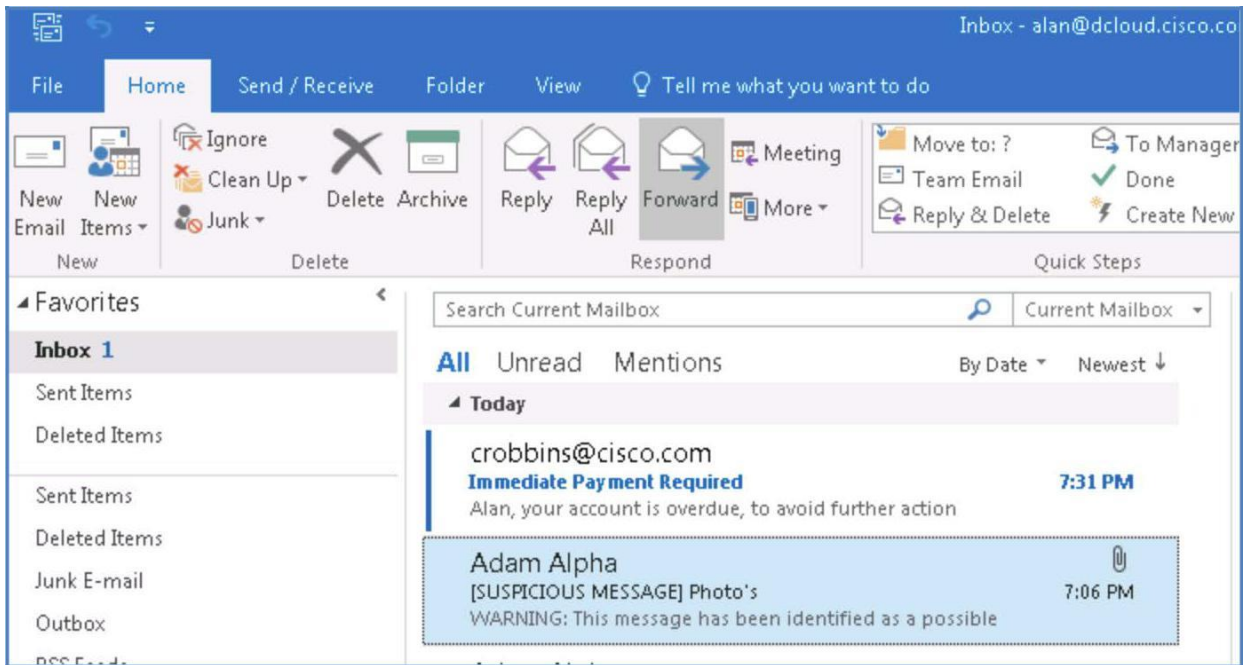 Inbox - alan@dcloud.cisco.co
File Home Send / Receive Folder View Tell me what you want to do
New Email
New Items
Ignore
Clean Up
Junk
Delete
Archive
Reply
Reply All
Forward
Meeting
More
Move to: ?
Team Email
Reply & Delete
To Manager
Done
Create New
New Delete Respond Quick Steps
Favorites
Inbox 1
Sent Items
Deleted Items
Sent Items
Deleted Items
Junk E-mail
Outbox
Search Current Mailbox Current Mailbox
All Unread Mentions By Date Newest
Today
crobbins@cisco.com
Immediate Payment Required 7:31 PM
Alan, your account is overdue, to avoid further action
Adam Alpha
[SUSPICIOUS MESSAGE] Photo's 7:06 PM
WARNING: This message has been identified as a possible